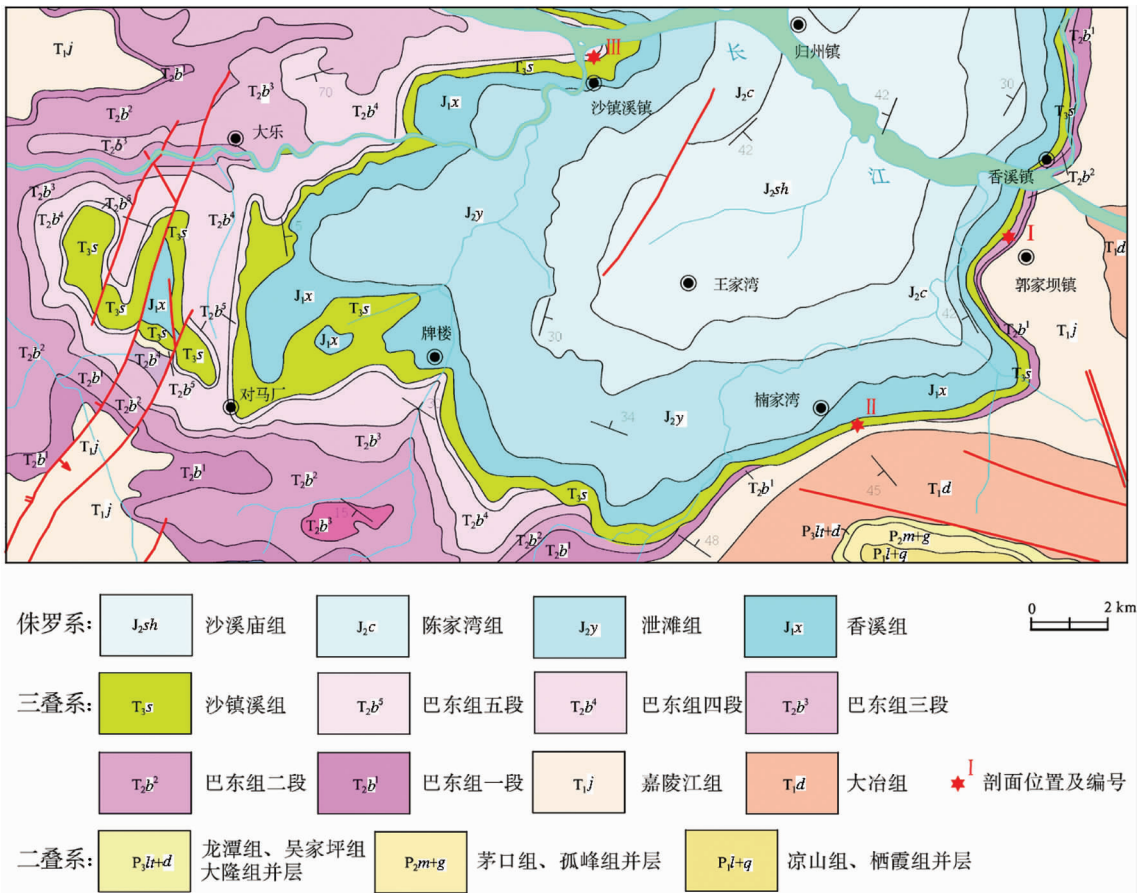 T₁j
T₂b¹
T₂b³
70
T₂b⁴
T₃s
III
长
归州镇
T₂b¹
T₂b²
J₁x
沙镇溪镇
J₂c
42
30
T₃s
大乐
T₂b³
42
江
香溪镇
T₂b²
T₂b³
T₂b⁴
T₂b⁵
T₂b⁴
J₂y
J₂sh
T₃s
T₃s
5
I
T₁d
J₁x
T₃s
J₁x
王家湾
J₂c
郭家坝镇
T₃s
T₂b⁵
J₁x
牌楼
30
42
T₂b¹
T₁j
T₂b²
T₃s
T₃s
T₂b⁴
T₂b¹
T₂b⁵
T₂b²
对马厂
楠家湾
J₁x
T₃s
34
J₂y
II
T₂b³
T₂b¹
T₁j
T₂b¹
T₂b²
T₂b⁴
T₃s
T₂b¹
45
T₁d
T₁j
T₂b³
15
T₂b²
T₂b¹
48
P₃lt+d
P₂m+g
P₁l+q
侏罗系:
J₂sh
沙溪庙组
J₂c
陈家湾组
J₂y
泄滩组
J₁x
香溪组
0
2 km
三叠系:
T₃s
沙镇溪组
T₂b⁵
巴东组五段
T₂b⁴
巴东组四段
T₂b³
巴东组三段
T₂b²
巴东组二段
T₂b¹
巴东组一段
T₁j
嘉陵江组
T₁d
大冶组
I
剖面位置及编号
二叠系:
P₃lt+d
龙潭组、吴家坪组
大隆组并层
P₂m+g
茅口组、孤峰组并层
P₁l+q
凉山组、栖霞组并层